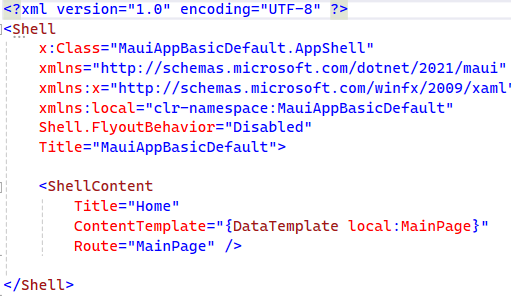 <?xml version="1.0" encoding="UTF-8" ?>
<Shell
    x:Class="MauiAppBasicDefault.AppShell"
    xmlns="http://schemas.microsoft.com/dotnet/2021/maui"
    xmlns:x="http://schemas.microsoft.com/winfx/2009/xaml"
    xmlns:local="clr-namespace:MauiAppBasicDefault"
    Shell.FlyoutBehavior="Disabled"
    Title="MauiAppBasicDefault">
    <ShellContent
        Title="Home"
        ContentTemplate="{DataTemplate local:MainPage}"
        Route="MainPage" />
</Shell>